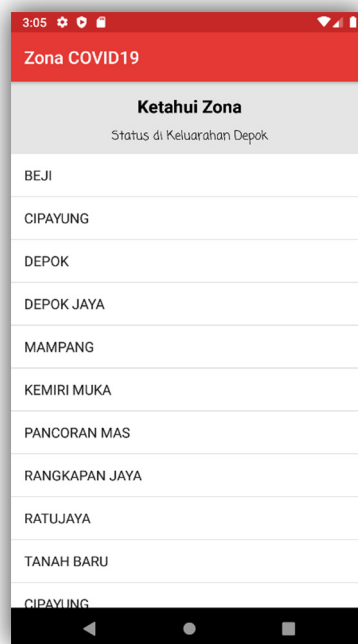 3:05
Zona COVID19
Ketahui Zona
Status di Keluarahan Depok
BEJI
CIPAYUNG
DEPOK
DEPOK JAYA
MAMPANG
KEMIRI MUKA
PANCORAN MAS
RANGKAPAN JAYA
RATUJAYA
TANAH BARU
CIPAYUNG